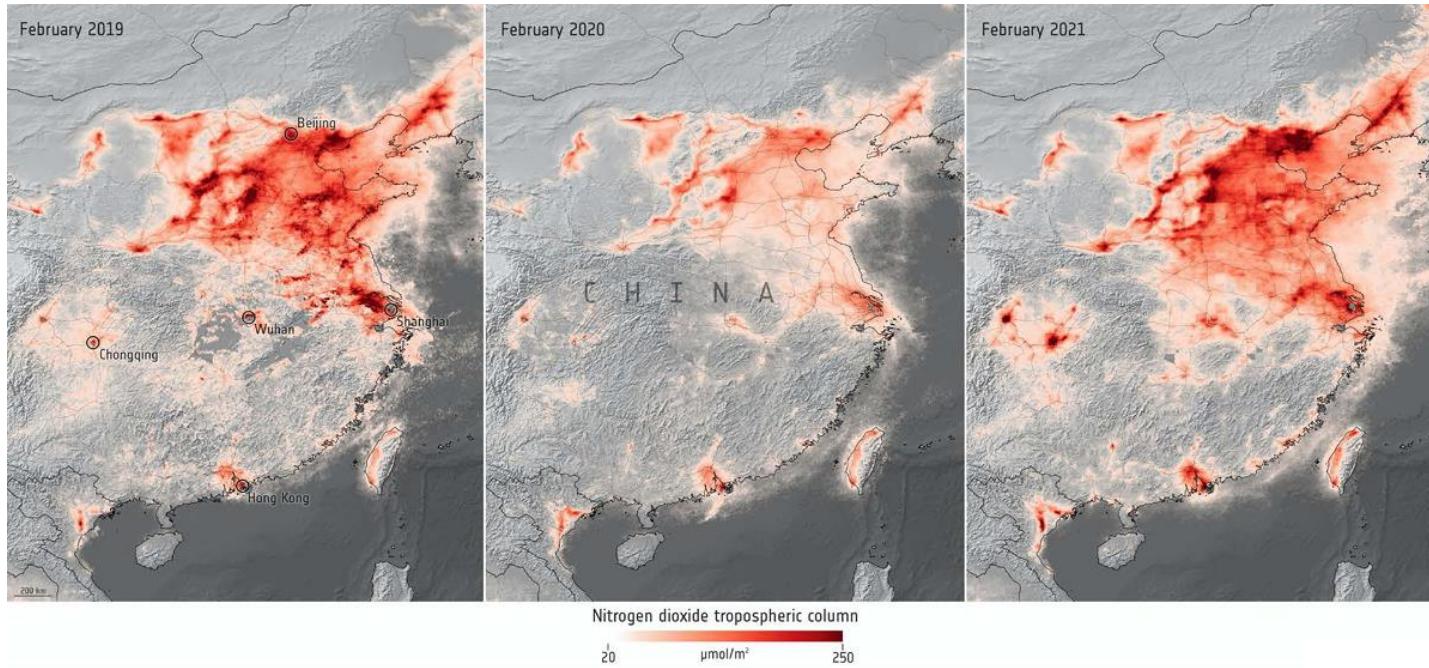 February 2019
February 2020
February 2021
Beijing
CHINA
Wuhan
Shanghai
Chongqing
Hong Kong
200 km
Nitrogen dioxide tropospheric column
20 µmol/m² 250